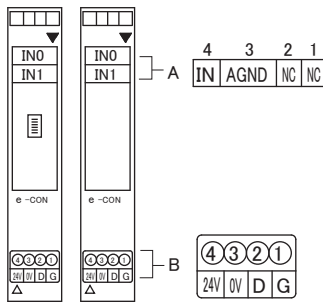 IN0
IN1
e -CON
④③②①
24V 0V D G
IN0
IN1
e -CON
④③②①
24V 0V D G
A
B
4 3 2 1
IN AGND NC NC
④③②①
24V 0V D G